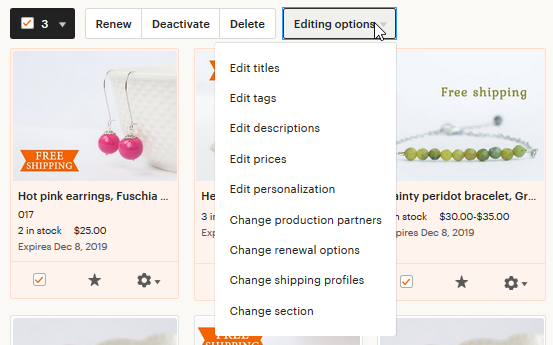 3
Renew
Deactivate
Delete
Editing options
Edit titles
Edit tags
Edit descriptions
Edit prices
Edit personalization
Change production partners
Change renewal options
Change shipping profiles
Change section
FREE
SHIPPING
Hot pink earrings, Fuschia ...
017
2 in stock $25.00
Expires Dec 8, 2019
He
3 in
Expi
Free shipping
ainty peridot bracelet, Gr...
n stock $30.00-$35.00
xpires Dec 8, 2019
FREE
SHIPPING